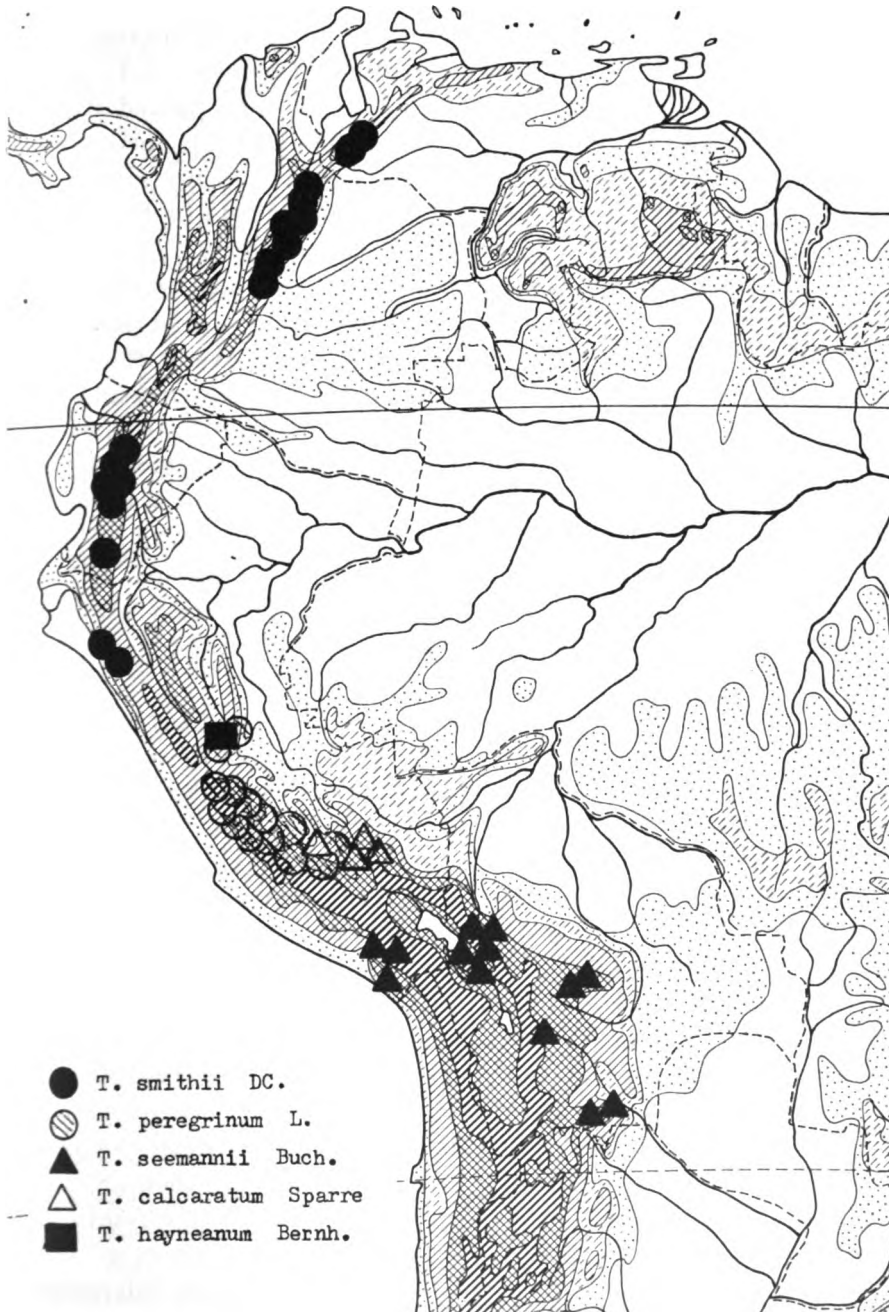 T. smithii DC.
T. peregrinum L.
T. seemannii Buch.
T. calcaratum Sparre
T. hayneanum Bernh.